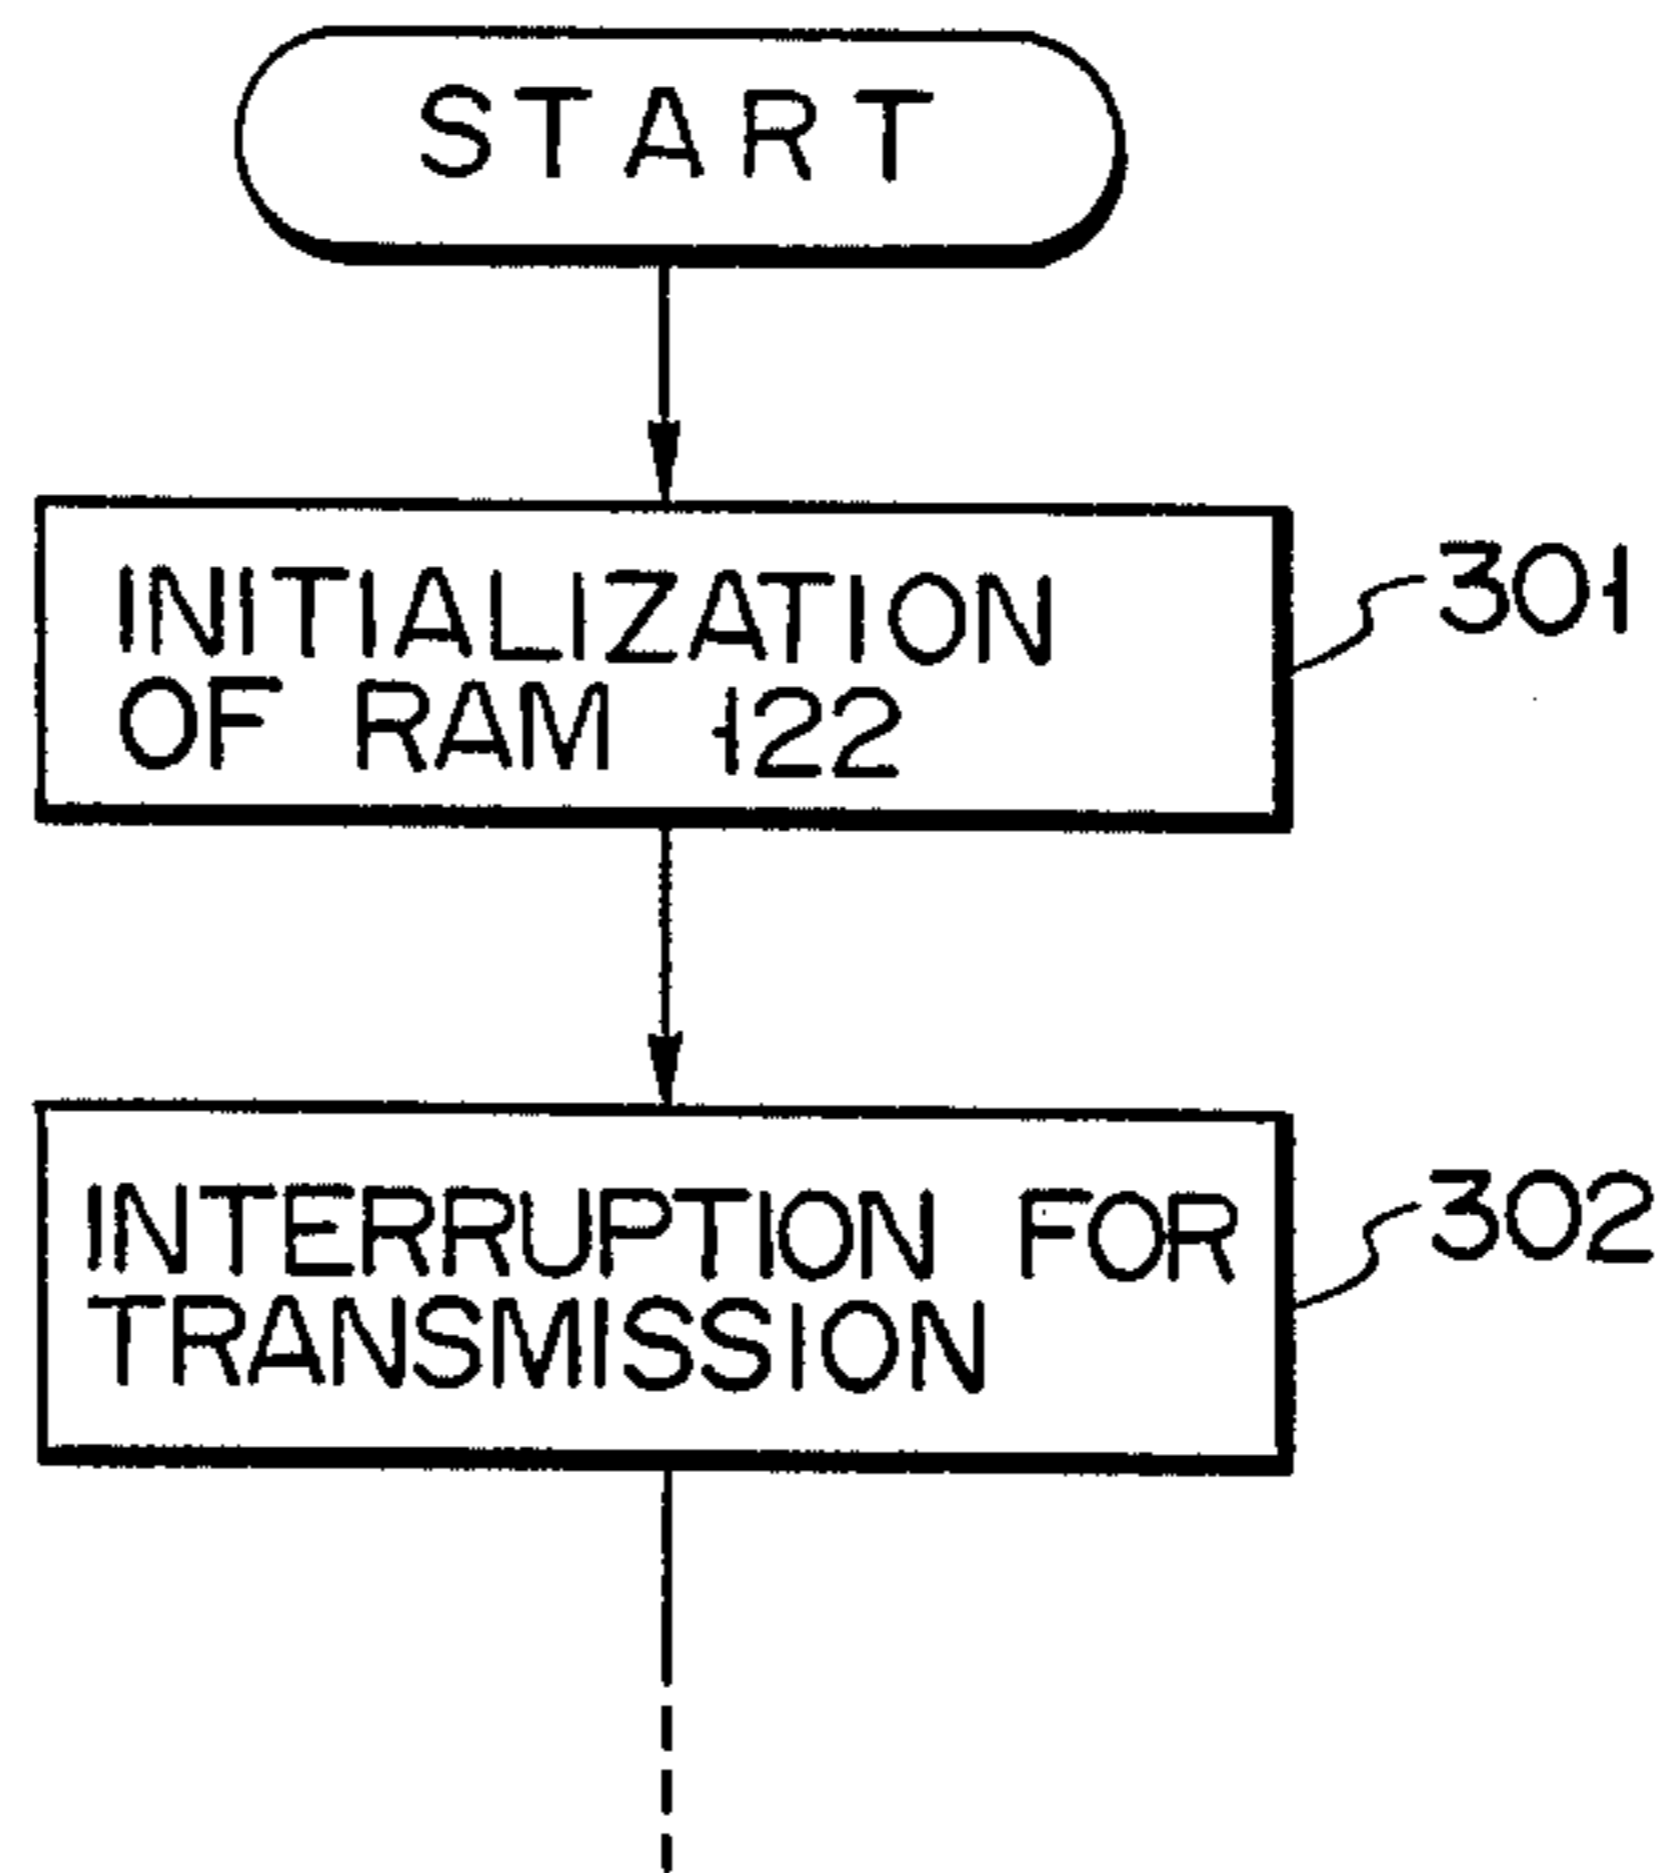 START
INITIALIZATION
OF RAM 122
301
INTERRUPTION FOR
TRANSMISSION
302